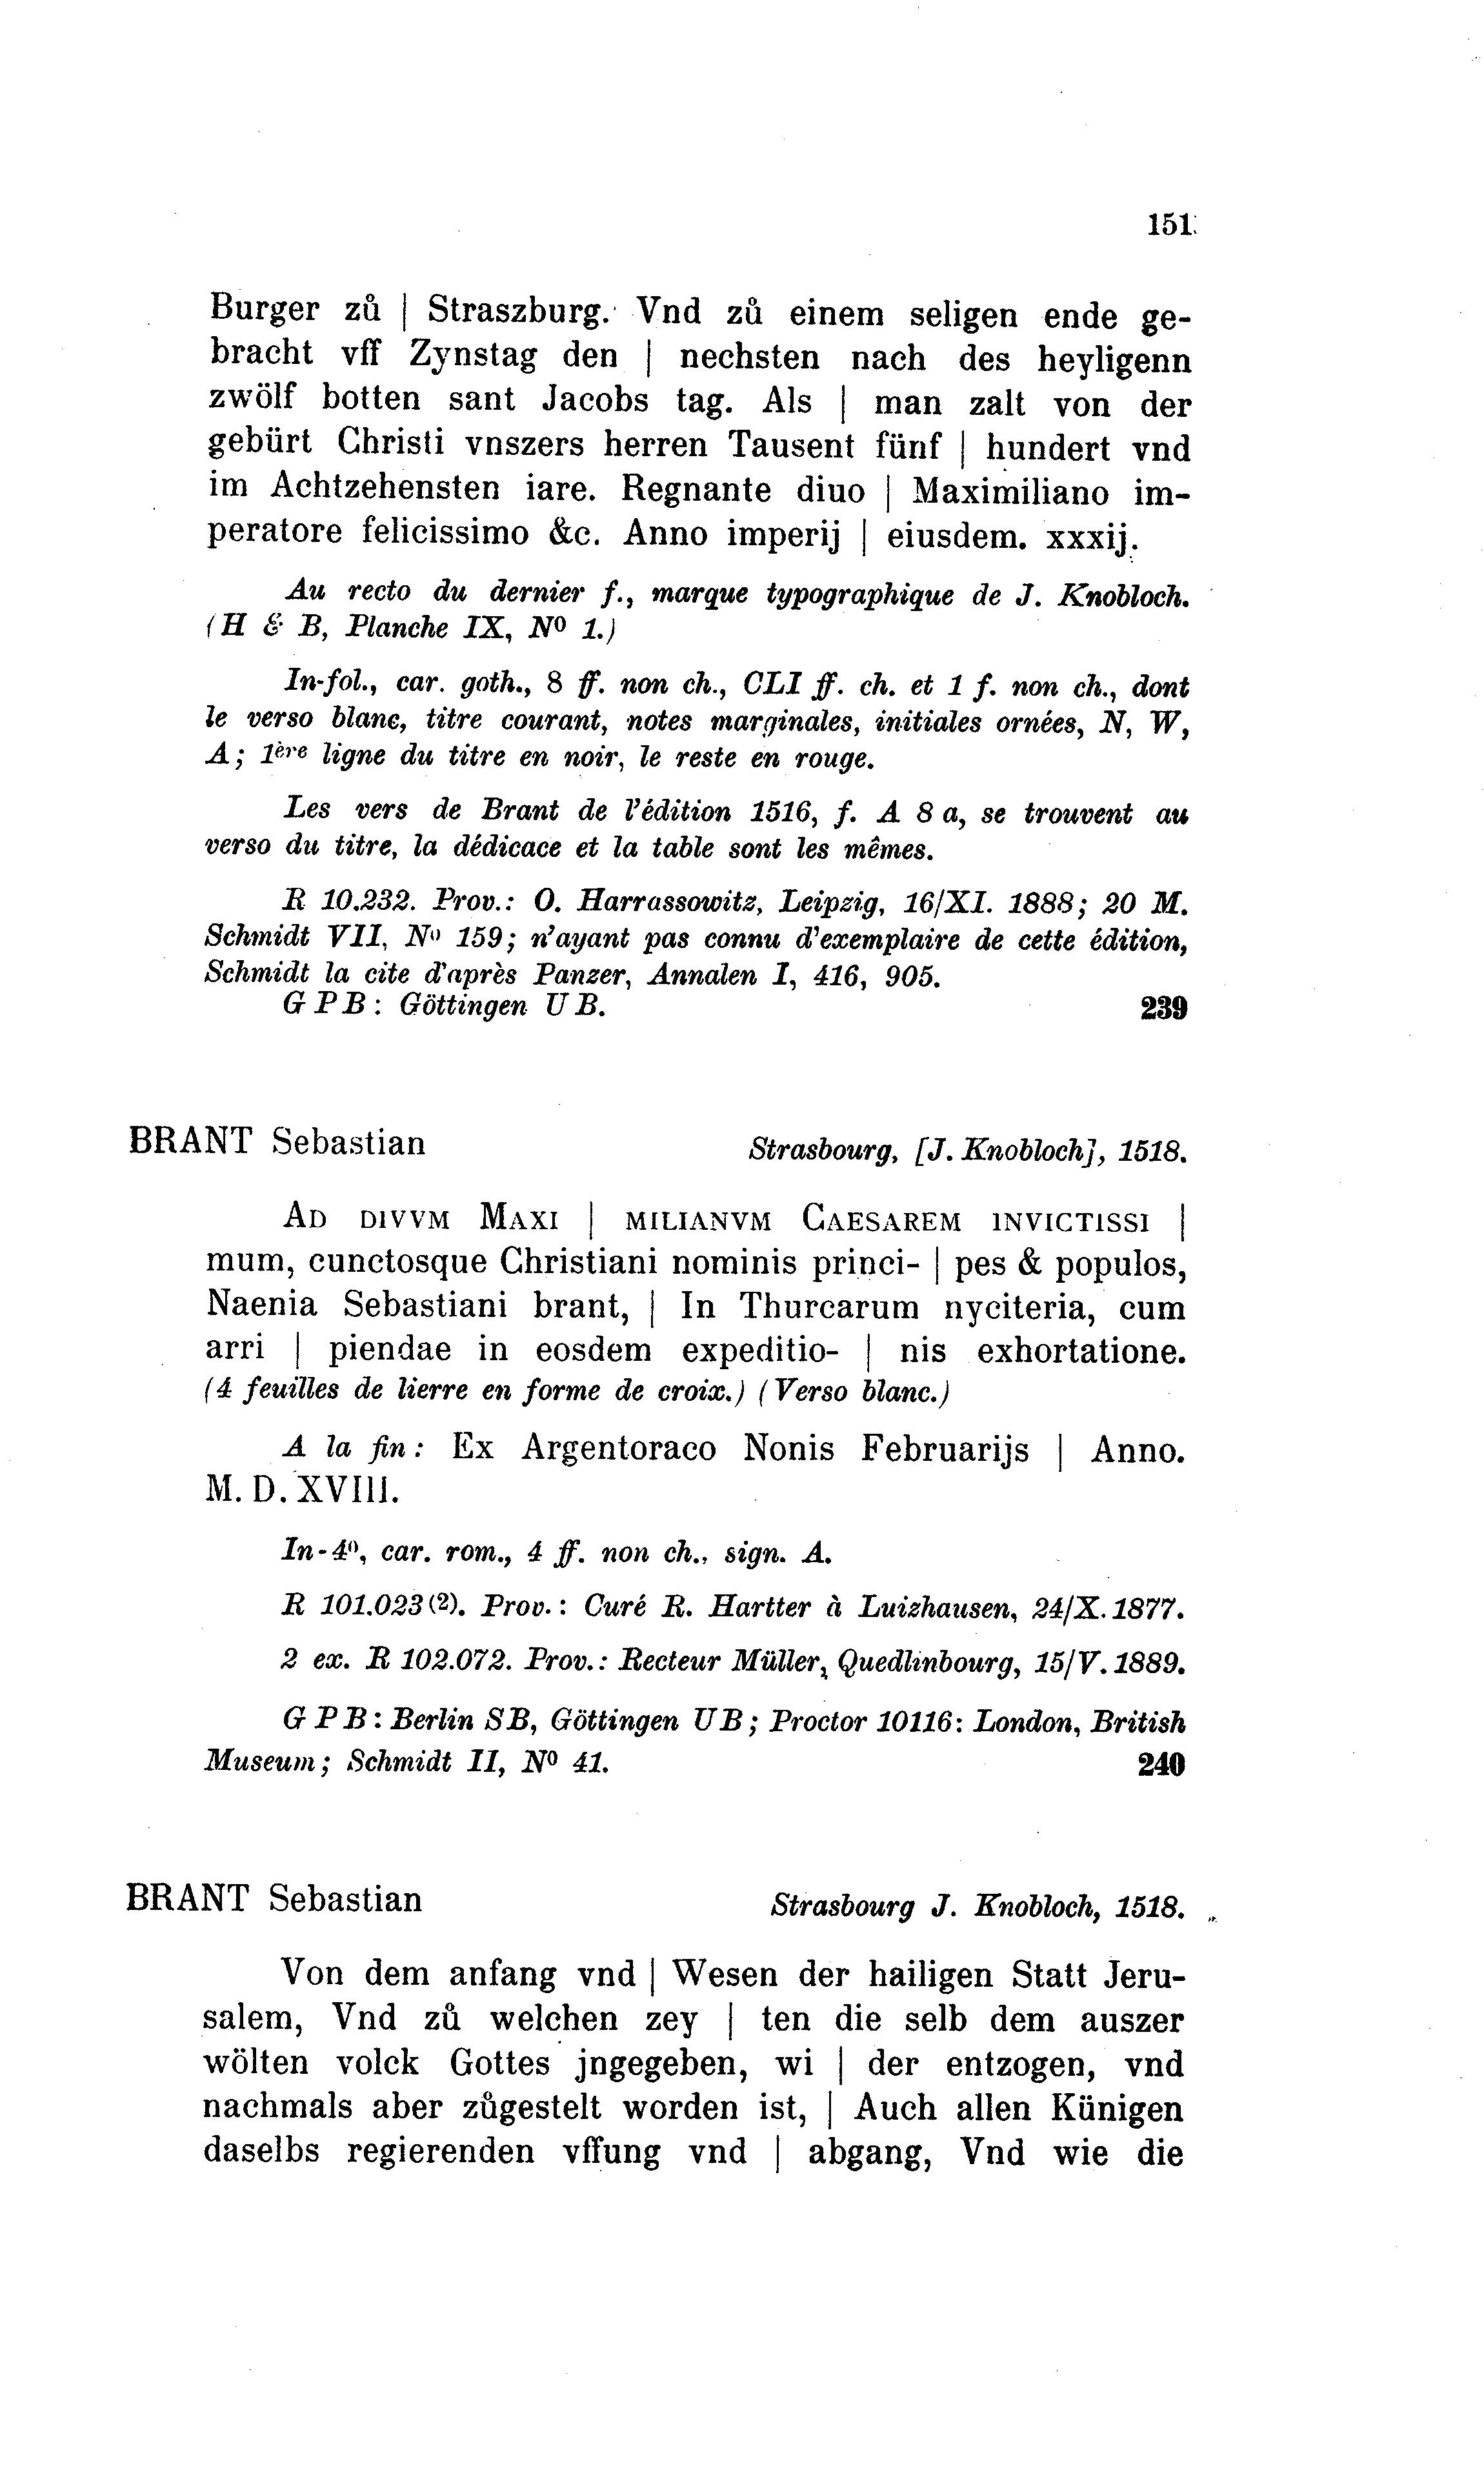 151
Burger zů | Straszburg. Vnd zů einem seligen ende ge-
bracht vff Zynstag den | nechsten nach des heyligenn
zwölf botten sant Jacobs tag. Als | man zalt von der
gebürt Christi vnszers herren Tausent fünf | hundert vnd
im Achtzehensten iare. Regnante diuo | Maximiliano im-
peratore felicissimo &c. Anno imperij | eiusdem. xxxij.
Au recto du dernier f., marque typographique de J. Knobloch.
(H & B, Planche IX, Nº 1.)
In-fol., car. goth., 8 ff. non ch., CLI ff. ch. et 1 f. non ch., dont
le verso blanc, titre courant, notes marginales, initiales ornées, N, W,
A; 1ère ligne du titre en noir, le reste en rouge.
Les vers de Brant de l'édition 1516, f. A 8 a, se trouvent au
verso du titre, la dédicace et la table sont les mêmes.
R 10.232. Prov.: O. Harrassowitz, Leipzig, 16/XI. 1888; 20 M.
Schmidt VII, Nº 159; n'ayant pas connu d'exemplaire de cette édition,
Schmidt la cite d'après Panzer, Annalen I, 416, 905.
G P B: Göttingen U B. 239
BRANT Sebastian Strasbourg, [J. Knobloch], 1518.
AD DIVVM MAXI | MILIANVM CAESAREM INVICTISSI |
mum, cunctosque Christiani nominis princi- | pes & populos,
Naenia Sebastiani brant, | In Thurcarum nyciteria, cum
arri | piendae in eosdem expeditio- | nis exhortatione.
(4 feuilles de lierre en forme de croix.) (Verso blanc.)
A la fin: Ex Argentoraco Nonis Februarijs | Anno.
M. D. XVIII.
In-4º, car. rom., 4 ff. non ch., sign. A.
R 101.023(2). Prov.: Curé R. Hartter à Luizhausen, 24/X. 1877.
2 ex. R 102.072. Prov.: Recteur Müller, Quedlinbourg, 15/V. 1889.
G P B: Berlin SB, Göttingen UB; Proctor 10116: London, British
Museum; Schmidt II, Nº 41. 240
BRANT Sebastian Strasbourg J. Knobloch, 1518.
Von dem anfang vnd | Wesen der hailigen Statt Jeru-
salem, Vnd zů welchen zey | ten die selb dem auszer
wölten volck Gottes jngegeben, wi | der entzogen, vnd
nachmals aber zůgestelt worden ist, | Auch allen Künigen
daselbs regierenden vffung vnd | abgang, Vnd wie die